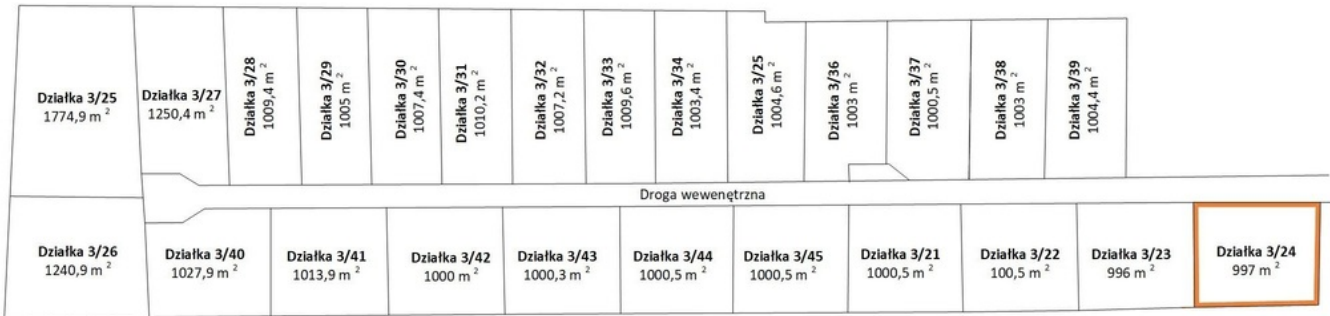 Działka 3/25
1774,9 m ²
Działka 3/27
1250,4 m ²
Działka 3/28
1009,4 m ²
Działka 3/29
1005 m ²
Działka 3/30
1007,4 m ²
Działka 3/31
1010,2 m ²
Działka 3/32
1007,2 m ²
Działka 3/33
1009,6 m ²
Działka 3/34
1003,4 m ²
Działka 3/25
1004,6 m ²
Działka 3/36
1003 m ²
Działka 3/37
1000,5 m ²
Działka 3/38
1003 m ²
Działka 3/39
1004,4 m ²
Droga wewenętrzna
Działka 3/26
1240,9 m ²
Działka 3/40
1027,9 m ²
Działka 3/41
1013,9 m ²
Działka 3/42
1000 m ²
Działka 3/43
1000,3 m ²
Działka 3/44
1000,5 m ²
Działka 3/45
1000,5 m ²
Działka 3/21
1000,5 m ²
Działka 3/22
100,5 m ²
Działka 3/23
996 m ²
Działka 3/24
997 m ²